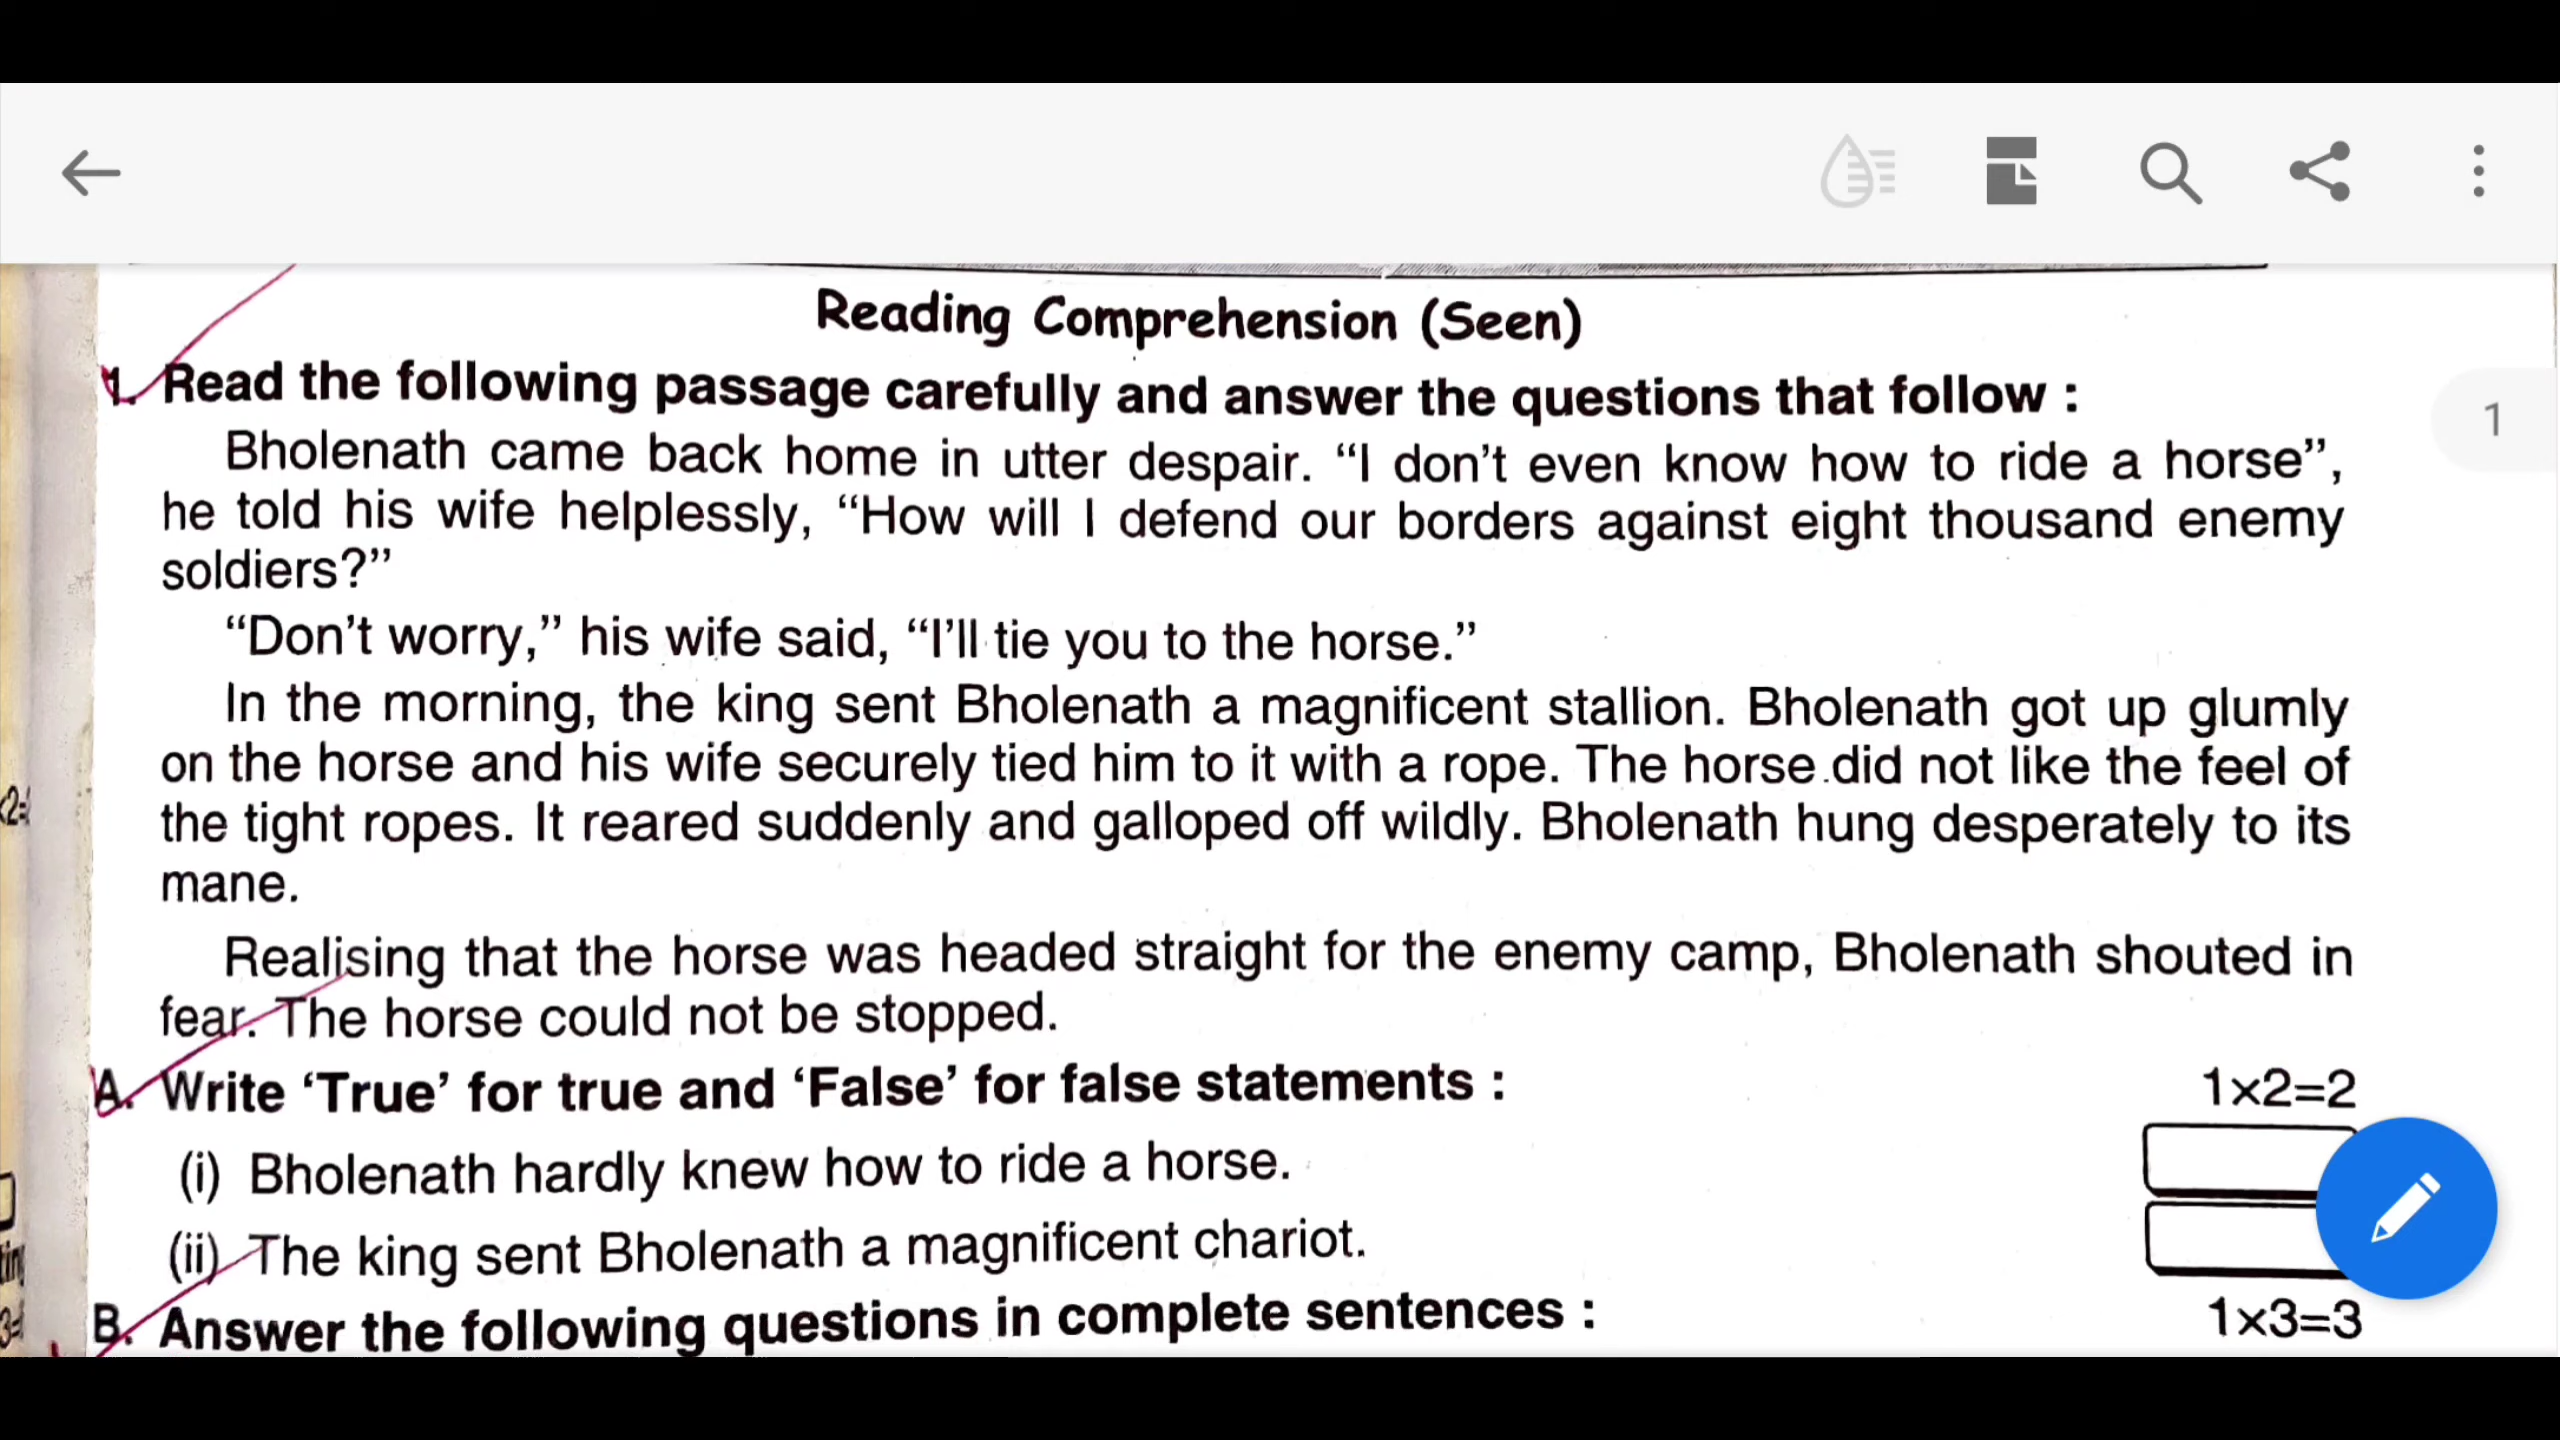 Reading Comprehension (Seen)
1. Read the following passage carefully and answer the questions that follow :
1
Bholenath came back home in utter despair. “I don’t even know how to ride a horse”,
he told his wife helplessly, “How will I defend our borders against eight thousand enemy
soldiers?”
“Don’t worry,” his wife said, “I’ll tie you to the horse.”
In the morning, the king sent Bholenath a magnificent stallion. Bholenath got up glumly
on the horse and his wife securely tied him to it with a rope. The horse did not like the feel of
the tight ropes. It reared suddenly and galloped off wildly. Bholenath hung desperately to its
mane.
Realising that the horse was headed straight for the enemy camp, Bholenath shouted in
fear. The horse could not be stopped.
A. Write ‘True’ for true and ‘False’ for false statements : 1×2=2
(i) Bholenath hardly knew how to ride a horse.
(ii) The king sent Bholenath a magnificent chariot.
B. Answer the following questions in complete sentences : 1×3=3